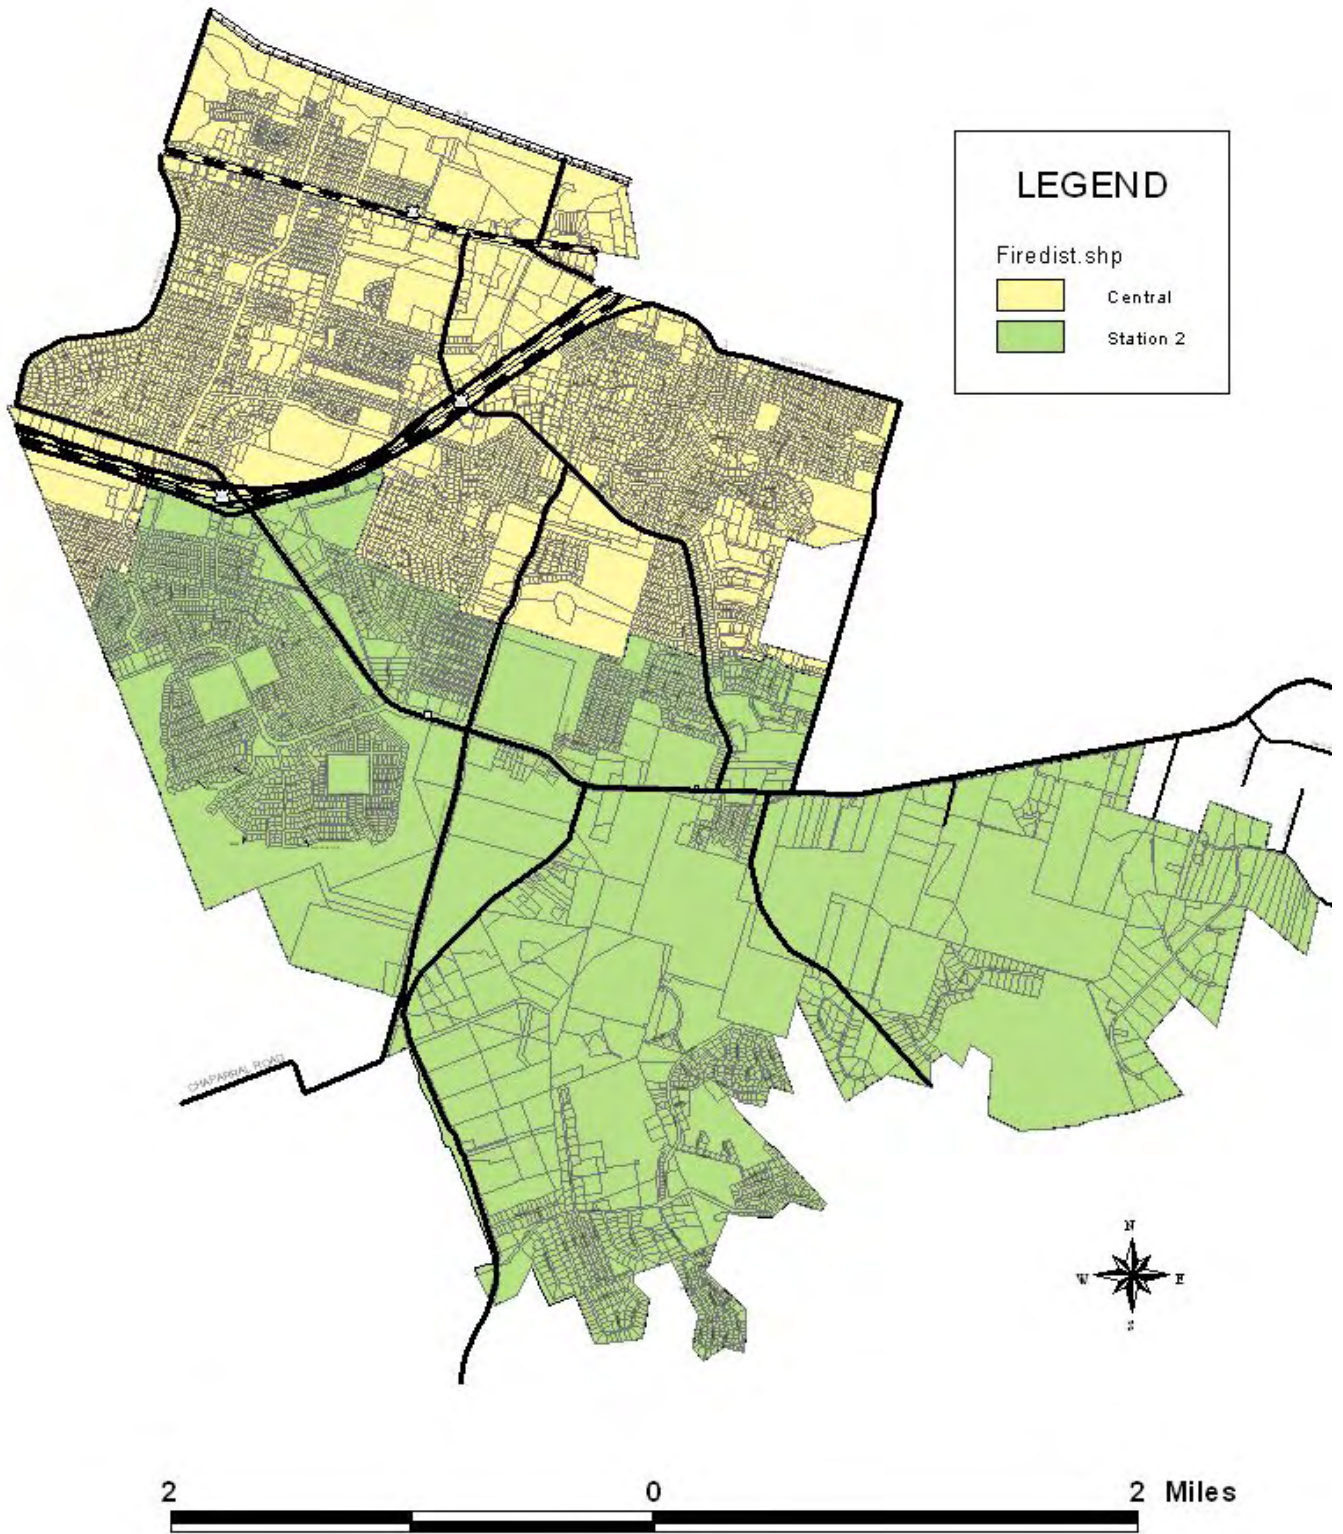 LEGEND
Firedist.shp
Central
Station 2
CHAPARRAL ROAD
N
W E
S
2 0 2 Miles